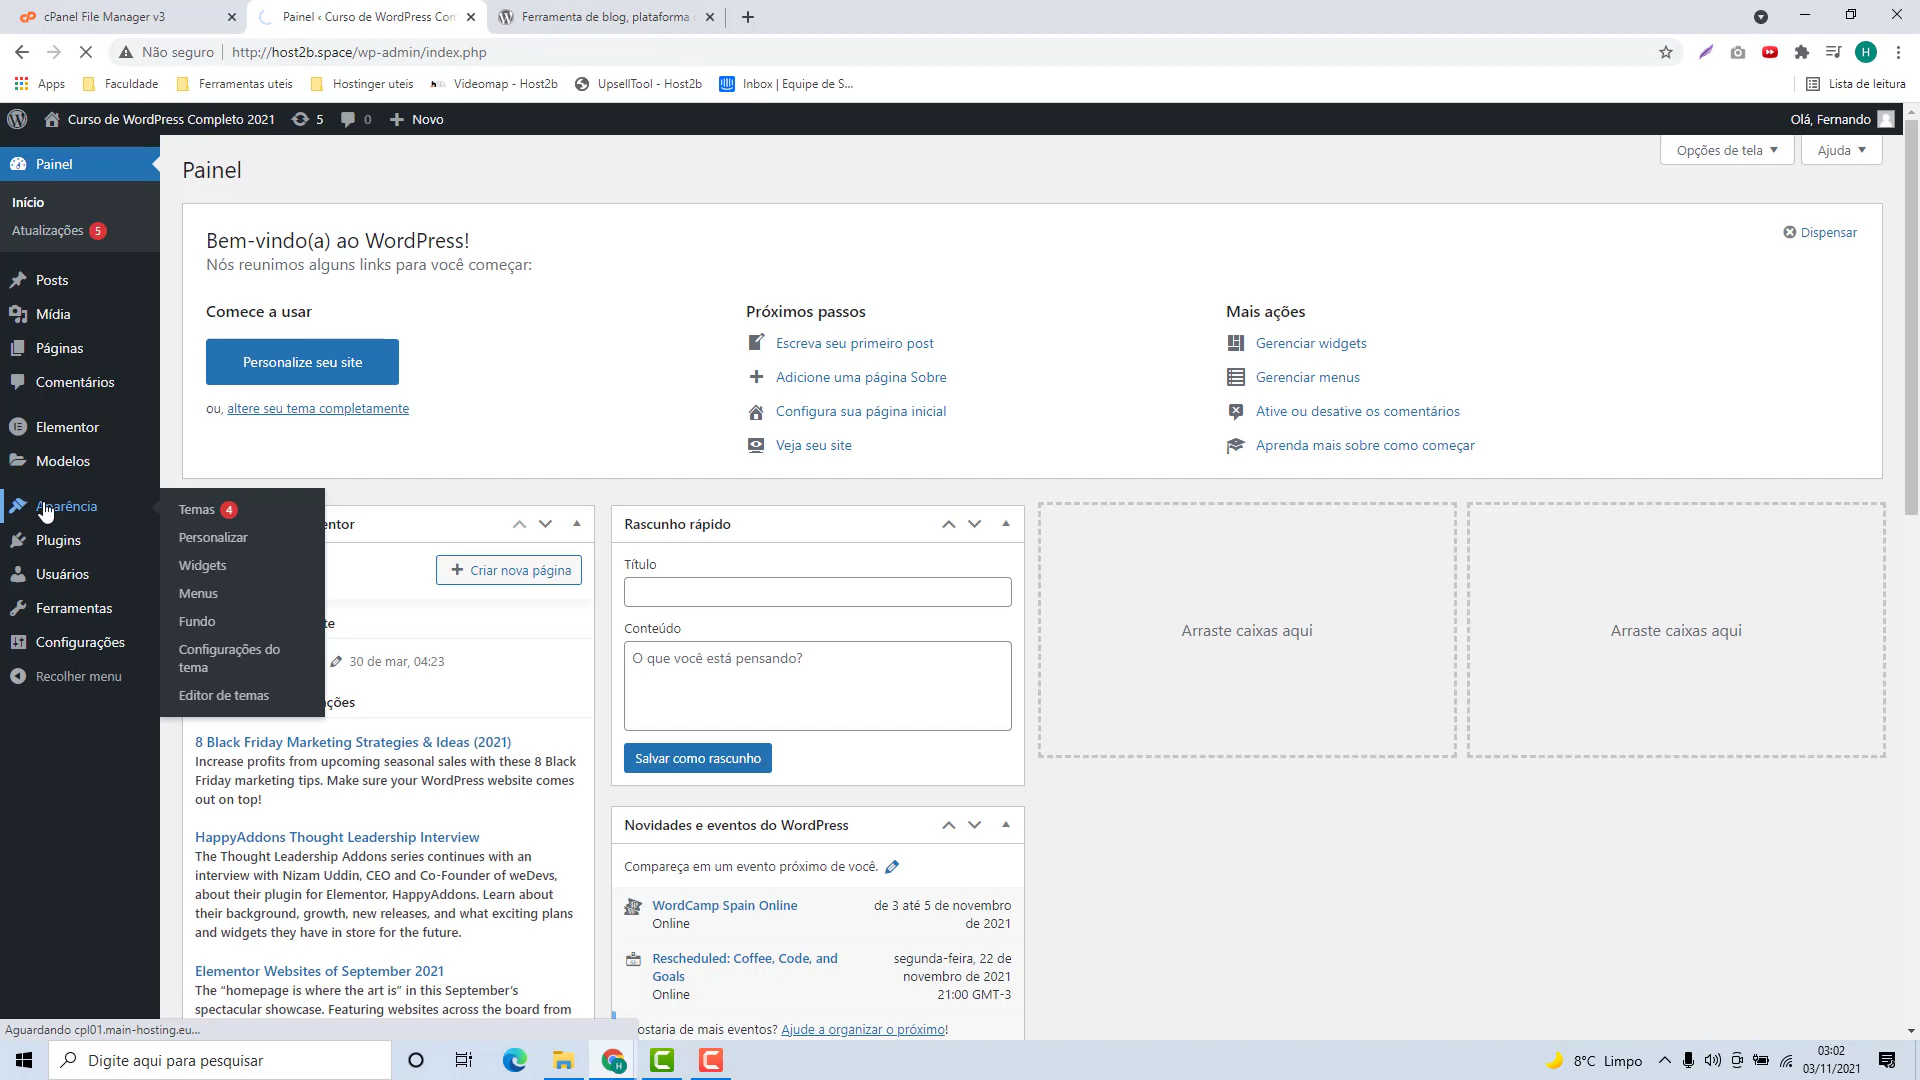 cPanel File Manager v3
Painel ‹ Curso de WordPress Com
Ferramenta de blog, plataforma
Não seguro
http://host2b.space/wp-admin/index.php
H
Apps
Faculdade
Ferramentas uteis
Hostinger uteis
Videomap - Host2b
UpsellTool - Host2b
Inbox | Equipe de S...
Lista de leitura
Curso de WordPress Completo 2021
5
0
Novo
Olá, Fernando
Painel
Início
Atualizações 5
Posts
Mídia
Páginas
Comentários
Elementor
Modelos
Aparência
Plugins
Usuários
Ferramentas
Configurações
Recolher menu
Temas 4
Personalizar
Widgets
Menus
Fundo
Configurações do
tema
Editor de temas
Painel
Opções de tela
Ajuda
Bem-vindo(a) ao WordPress!
Nós reunimos alguns links para você começar:
Dispensar
Comece a usar
Personalize seu site
ou, altere seu tema completamente
Próximos passos
Escreva seu primeiro post
Adicione uma página Sobre
Configura sua página inicial
Veja seu site
Mais ações
Gerenciar widgets
Gerenciar menus
Ative ou desative os comentários
Aprenda mais sobre como começar
entor
Criar nova página
te
30 de mar, 04:23
ções
8 Black Friday Marketing Strategies & Ideas (2021)
Increase profits from upcoming seasonal sales with these 8 Black
Friday marketing tips. Make sure your WordPress website comes
out on top!
HappyAddons Thought Leadership Interview
The Thought Leadership Addons series continues with an
interview with Nizam Uddin, CEO and Co-Founder of weDevs,
about their plugin for Elementor, HappyAddons. Learn about
their background, growth, new releases, and what exciting plans
and widgets they have in store for the future.
Elementor Websites of September 2021
The “homepage is where the art is” in this September’s
spectacular showcase. Featuring websites across the board from
Rascunho rápido
Título
Conteúdo
O que você está pensando?
Salvar como rascunho
Novidades e eventos do WordPress
Compareça em um evento próximo de você.
WordCamp Spain Online
Online
de 3 até 5 de novembro
de 2021
Rescheduled: Coffee, Code, and
Goals
Online
segunda-feira, 22 de
novembro de 2021
21:00 GMT-3
ostaria de mais eventos? Ajude a organizar o próximo!
Arraste caixas aqui
Arraste caixas aqui
Aguardando cpl01.main-hosting.eu...
Digite aqui para pesquisar
8°C Limpo
03:02
03/11/2021